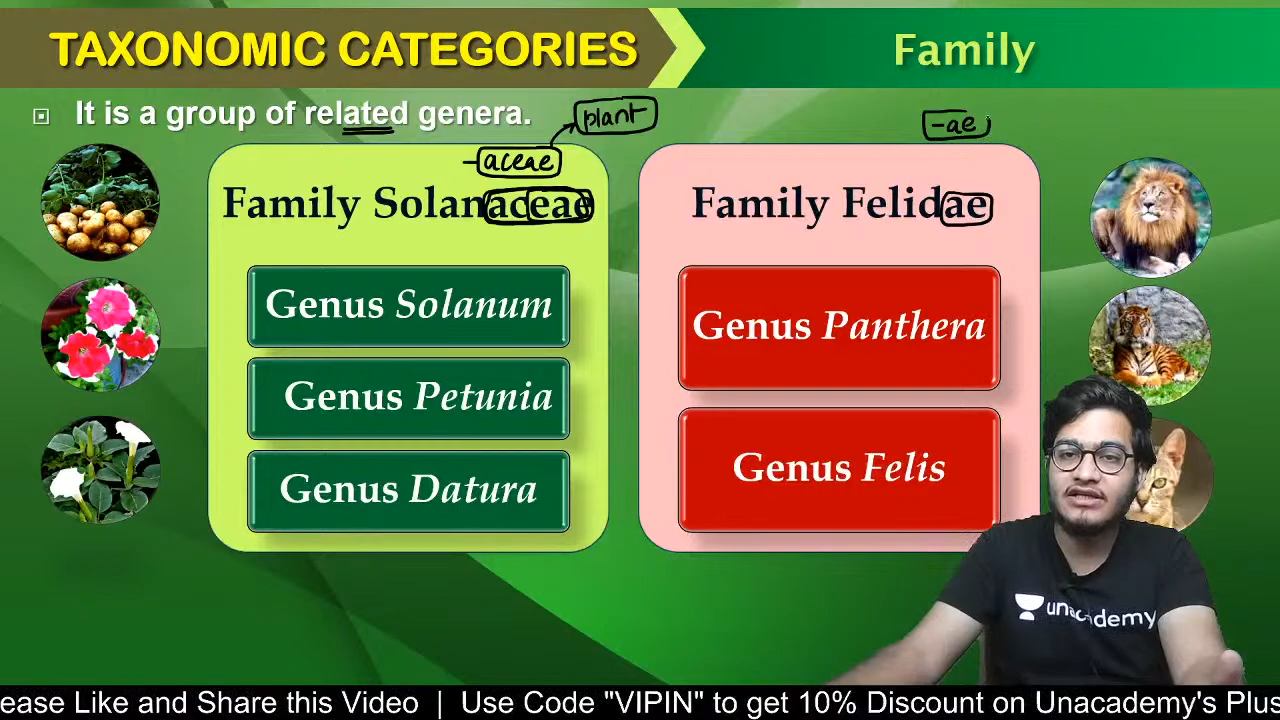 TAXONOMIC CATEGORIES
Family
It is a group of related genera.
plant
-aceae
-ae
Family Solanaceae
Genus Solanum
Genus Petunia
Genus Datura
Family Felidae
Genus Panthera
Genus Felis
unacademy
ease Like and Share this Video | Use Code "VIPIN" to get 10% Discount on Unacademy's Plus